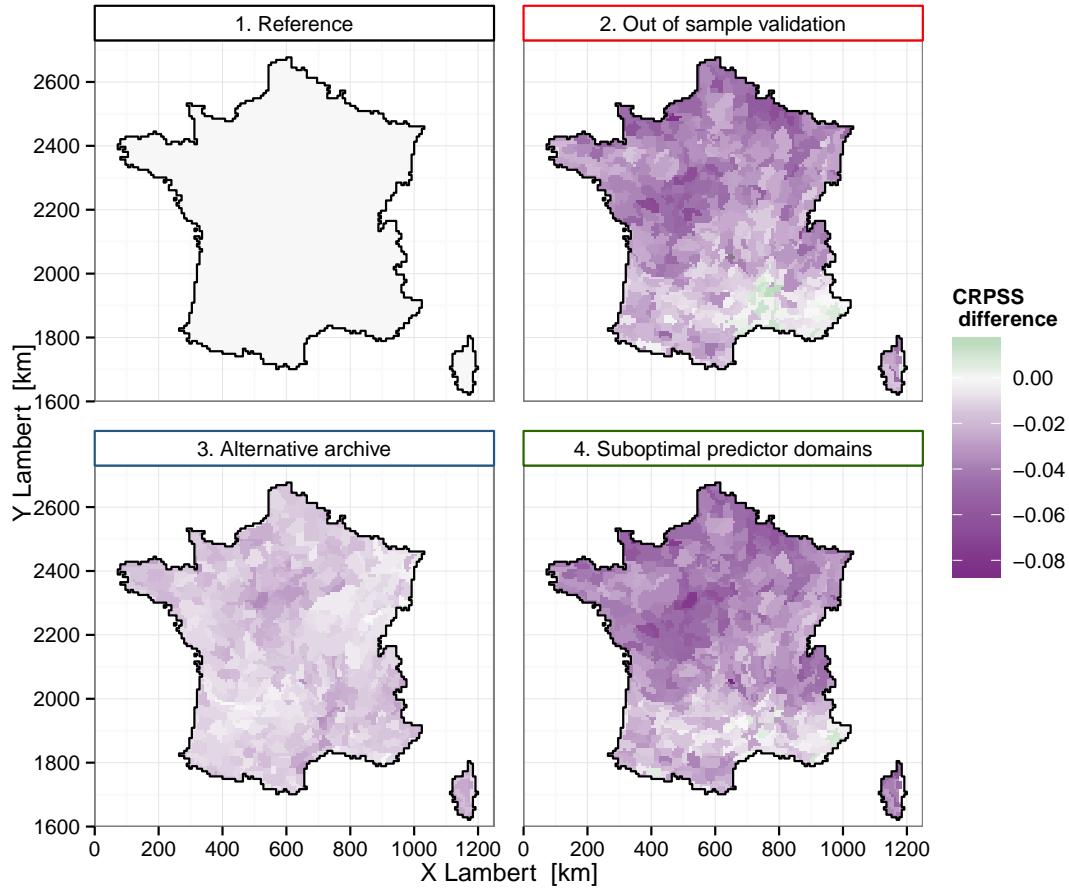 1. Reference
2. Out of sample validation
2600
2400
2200
2000
1800
1600
CRPSS
difference
0.00
−0.02
−0.04
−0.06
−0.08
3. Alternative archive
4. Suboptimal predictor domains
2600
2400
2200
2000
1800
1600
Y Lambert [km]
0 200 400 600 800 1000 1200
0 200 400 600 800 1000 1200
X Lambert [km]